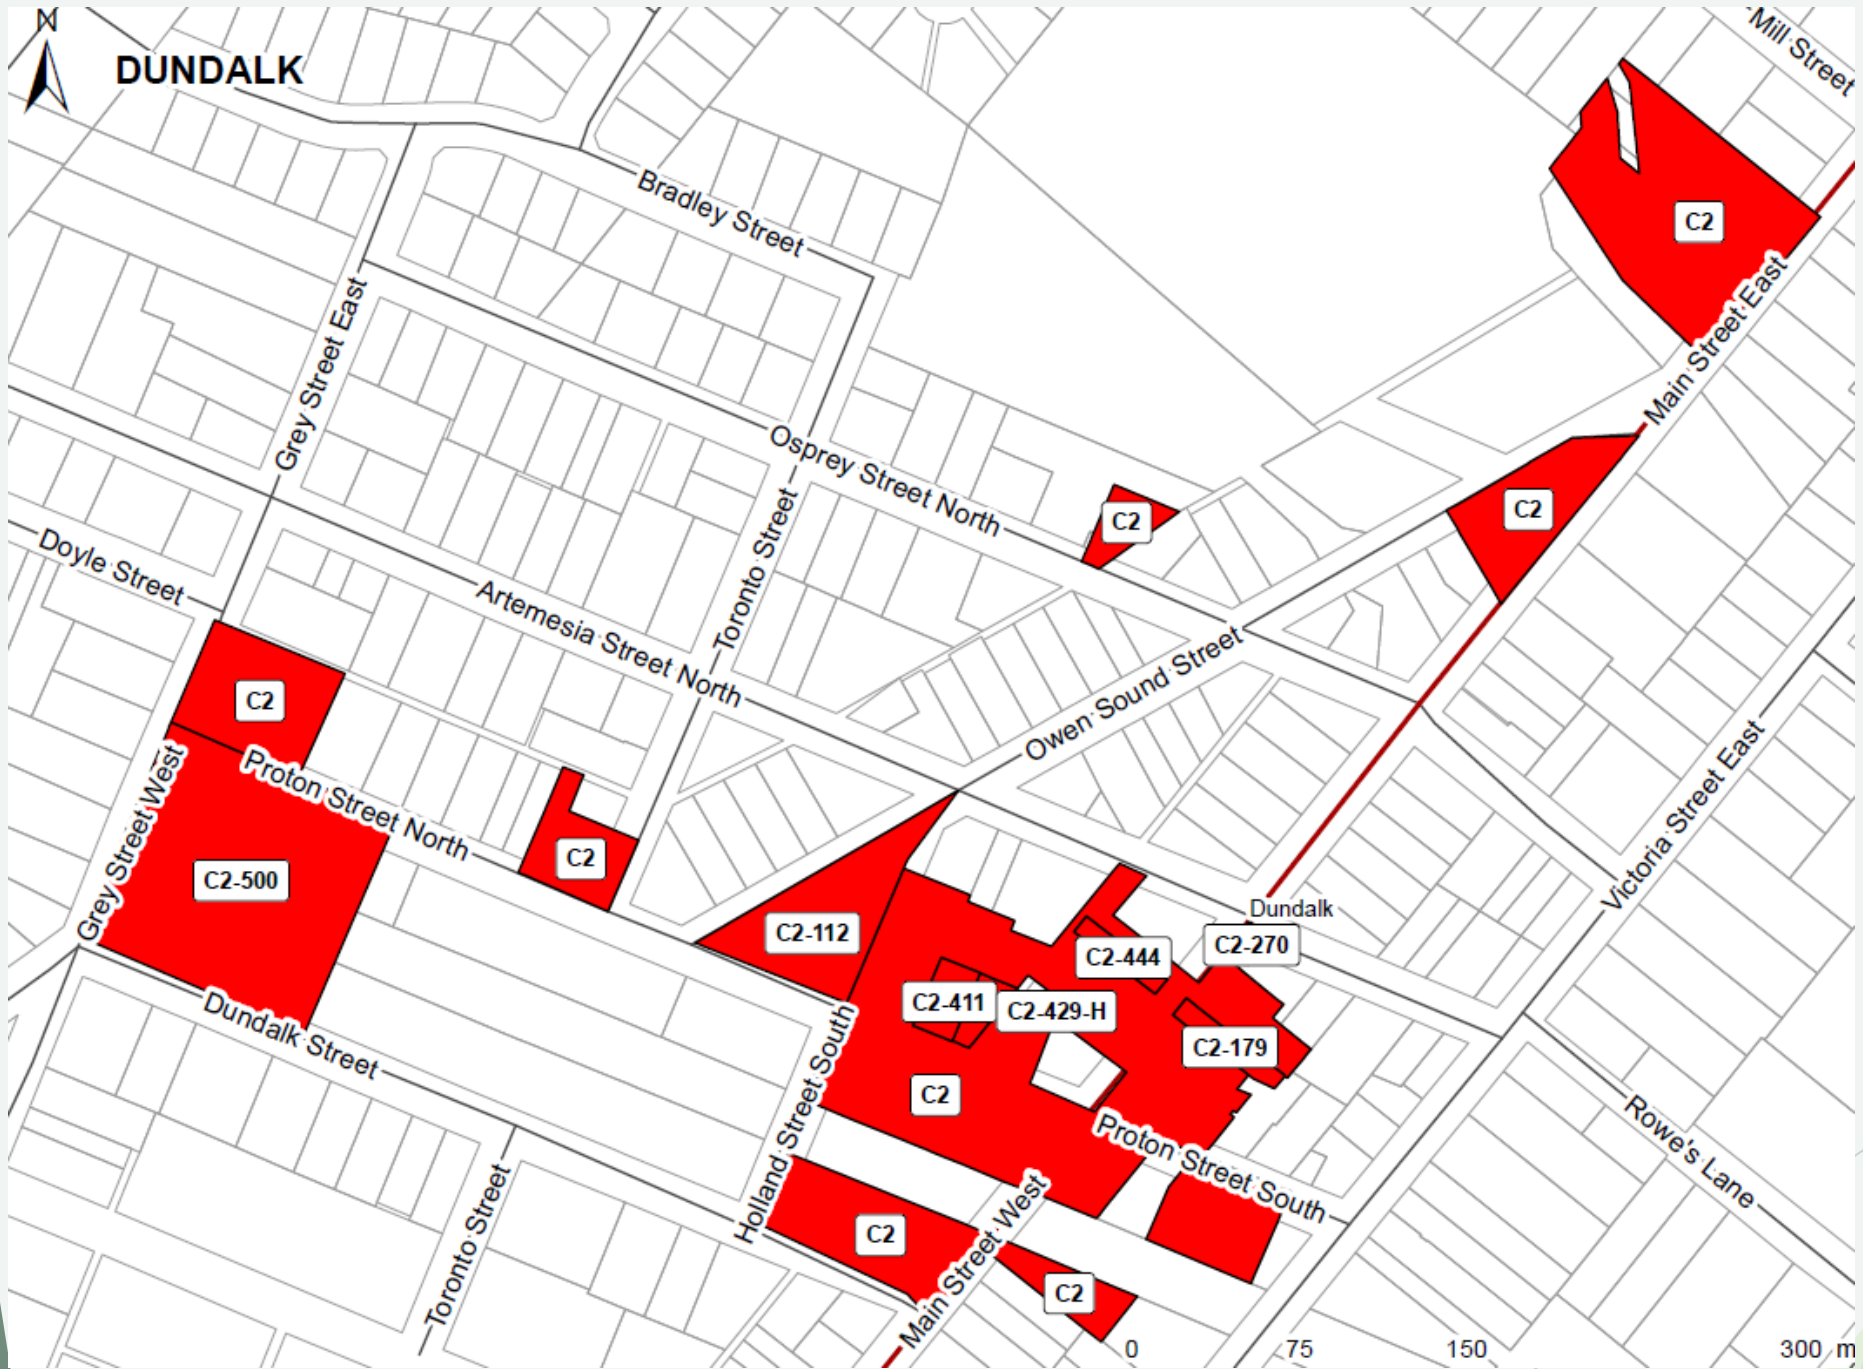 N
DUNDALK
Mill Street
Bradley Street
C2
Main Street East
Grey Street East
Osprey Street North
C2
C2
Toronto Street
Doyle Street
Artemesia Street North
Owen Sound Street
C2
Victoria Street East
Grey Street West
Proton Street North
C2
C2-500
Dundalk
C2-112
C2-270
C2-444
C2-411
C2-429-H
C2-179
Dundalk Street
Holland Street South
C2
Proton Street South
Rowe's Lane
Toronto Street
C2
Main Street West
C2
0 75 150 300 m